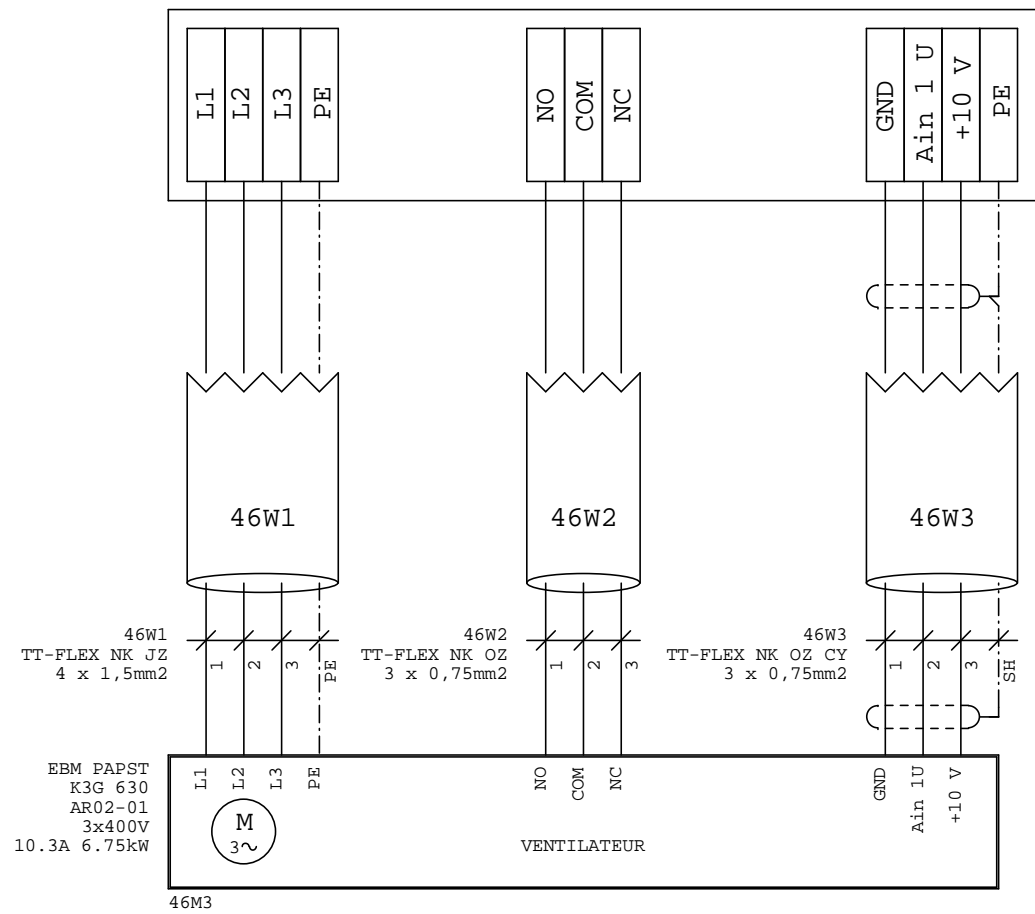 L1
L2
L3
PE
NO
COM
NC
GND
Ain 1 U
+10 V
PE
46W1
46W2
46W3
46W1
TT-FLEX NK JZ
4 x 1,5mm2
1
2
3
PE
46W2
TT-FLEX NK OZ
3 x 0,75mm2
1
2
3
46W3
TT-FLEX NK OZ CY
3 x 0,75mm2
1
2
3
SH
EBM PAPST
K3G 630
AR02-01
3x400V
10.3A 6.75kW
L1
L2
L3
PE
M
3~
NO
COM
NC
VENTILATEUR
GND
Ain 1U
+10 V
46M3